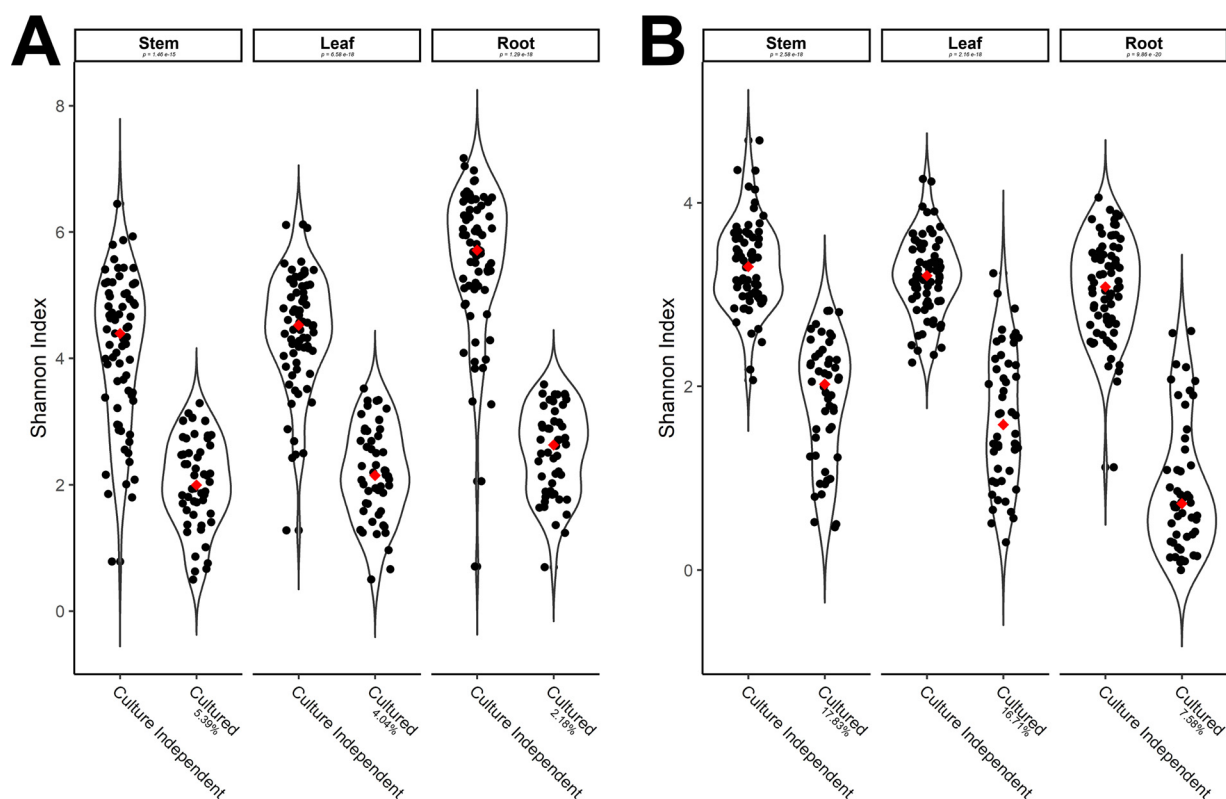 A
Stem
p = 1.46 e-15
Leaf
p = 6.58 e-18
Root
p = 1.29 e-18
Shannon Index
8
6
4
2
0
Culture Independent
Cultured
5.39%
Culture Independent
Cultured
4.04%
Culture Independent
Cultured
2.18%
B
Stem
p = 2.58 e-18
Leaf
p = 2.16 e-18
Root
p = 9.86 e -20
Shannon Index
4
2
0
Culture Independent
Cultured
17.83%
Culture Independent
Cultured
16.71%
Culture Independent
Cultured
7.58%